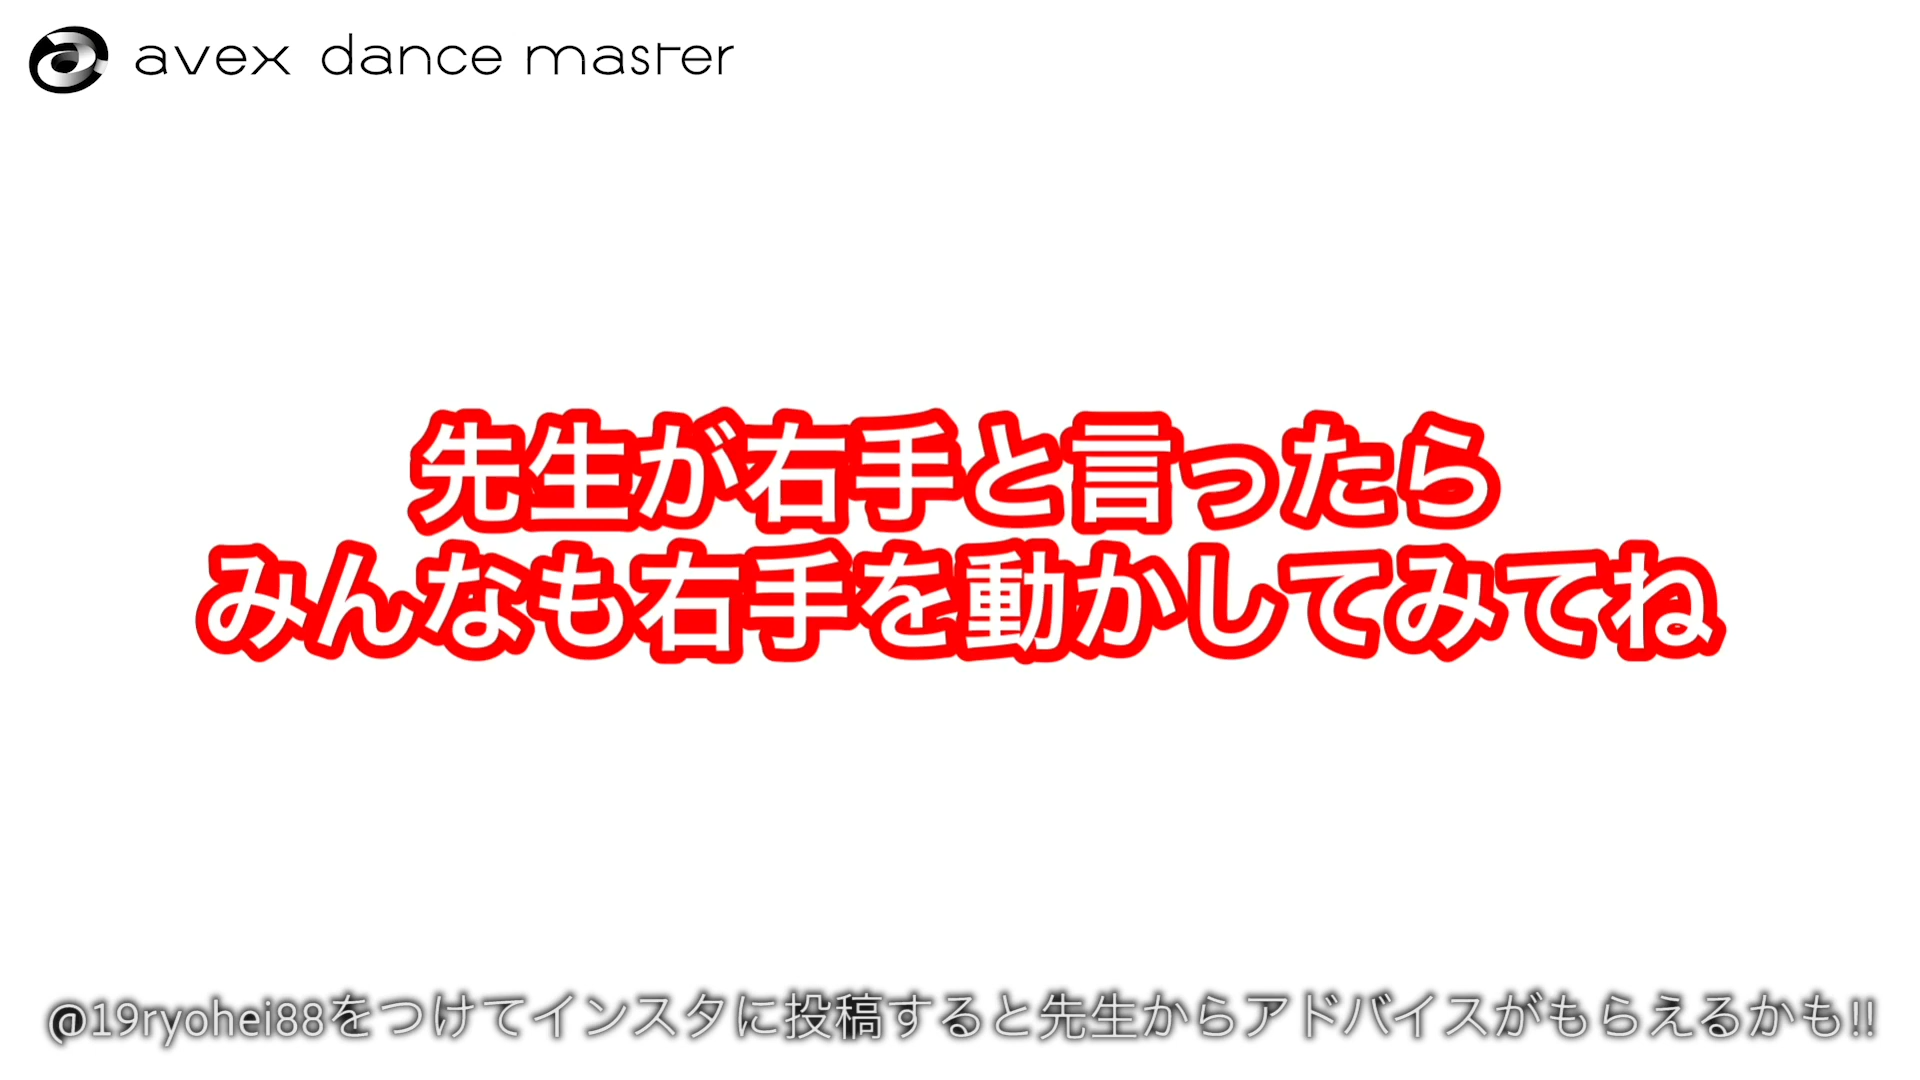 avex dance master
先生が右手と言ったら
みんなも右手を動かしてみてね
@19ryohei88をつけてインスタに投稿すると先生からアドバイスがもらえるかも!!